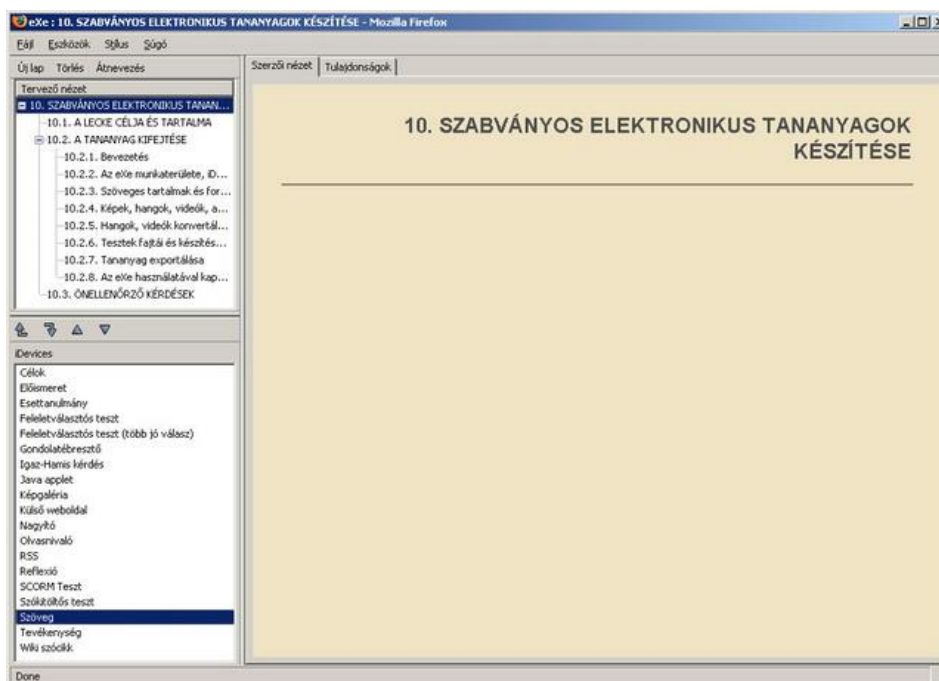 eXe : 10. SZABVÁNYOS ELEKTRONIKUS TANANYAGOK KÉSZÍTÉSE - Mozilla Firefox
Fájl Eszközök Stílus Súgó
Új lap Törlés Átnevezés
Tervező nézet
10. SZABVÁNYOS ELEKTRONIKUS TANAN...
10.1. A LECKE CÉLJA ÉS TARTALMA
10.2. A TANANYAG KIFEJTÉSE
10.2.1. Bevezetés
10.2.2. Az eXe munkaterülete, iD...
10.2.3. Szöveges tartalmak és for...
10.2.4. Képek, hangok, videók, a...
10.2.5. Hangok, videók konvertál...
10.2.6. Tesztek fajtái és készítés...
10.2.7. Tananyag exportálása
10.2.8. Az eXe használatával kap...
10.3. ÖNELLENŐRZŐ KÉRDÉSEK
iDevices
Célok
Előismeret
Esettanulmány
Feleletválasztós teszt
Feleletválasztós teszt (több jó válasz)
Gondolatébresztő
Igaz-Hamis kérdés
Java applet
Képgaléria
Külső weboldal
Nagyító
Olvasnivaló
RSS
Reflexió
SCORM Teszt
Szókitöltős teszt
Szöveg
Tevékenység
Wiki szócikk
Szerzői nézet Tulajdonságok
10. SZABVÁNYOS ELEKTRONIKUS TANANYAGOK
KÉSZÍTÉSE
Done